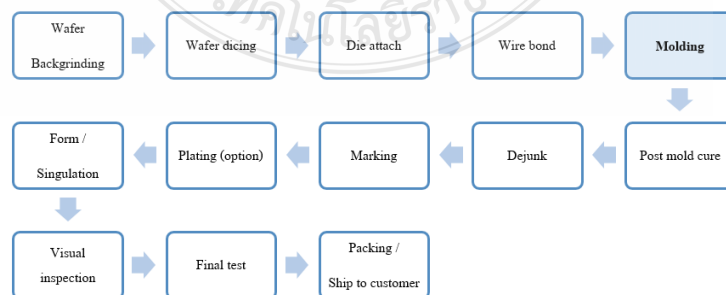 Wafer
Backgrinding
Wafer dicing
Die attach
Wire bond
Molding
Form /
Singulation
Plating (option)
Marking
Dejunk
Post mold cure
Visual
inspection
Final test
Packing /
Ship to customer